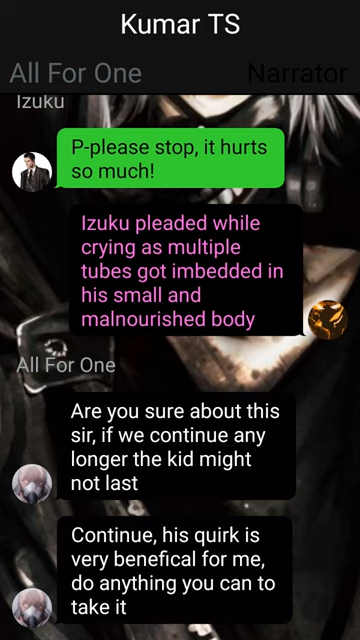 Kumar TS
All For One
Narrator
Izuku
P-please stop, it hurts
so much!
Izuku pleaded while
crying as multiple
tubes got imbedded in
his small and
malnourished body
All For One
Are you sure about this
sir, if we continue any
longer the kid might
not last
Continue, his quirk is
very benefical for me,
do anything you can to
take it